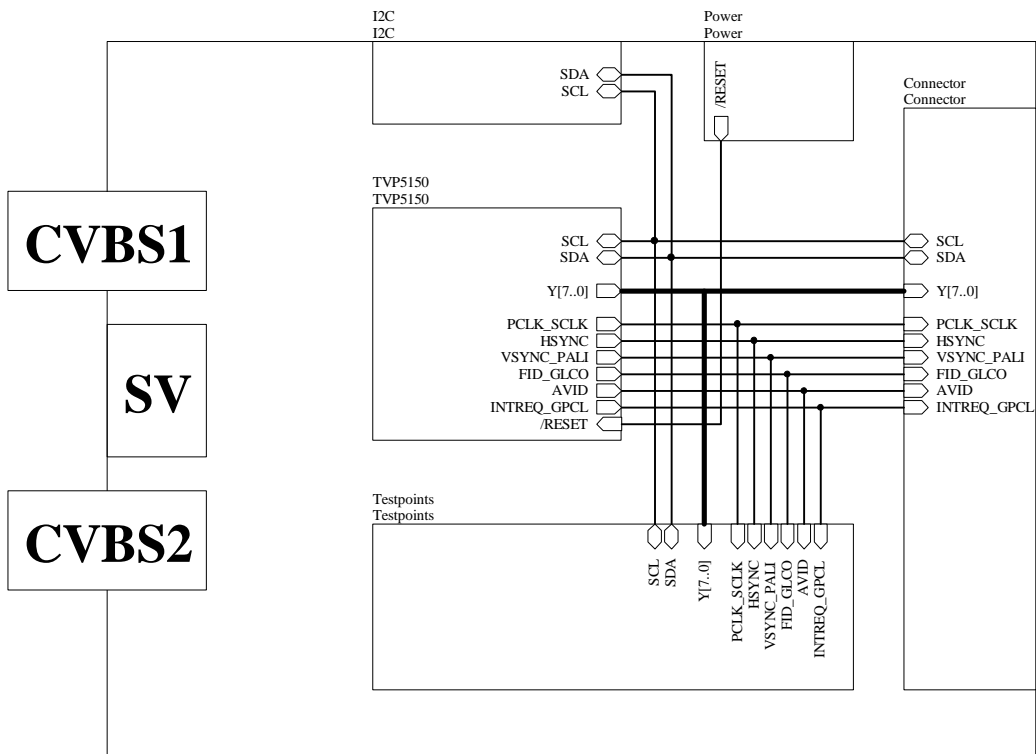 I2C
I2C
SDA
SCL
Power
Power
/RESET
Connector
Connector
SCL
SDA
Y[7..0]
PCLK_SCLK
HSYNC
VSYNC_PALI
FID_GLCO
AVID
INTREQ_GPCL
TVP5150
TVP5150
SCL
SDA
Y[7..0]
PCLK_SCLK
HSYNC
VSYNC_PALI
FID_GLCO
AVID
INTREQ_GPCL
/RESET
CVBS1
SV
CVBS2
Testpoints
Testpoints
SCL
SDA
Y[7..0]
PCLK_SCLK
HSYNC
VSYNC_PALI
FID_GLCO
AVID
INTREQ_GPCL